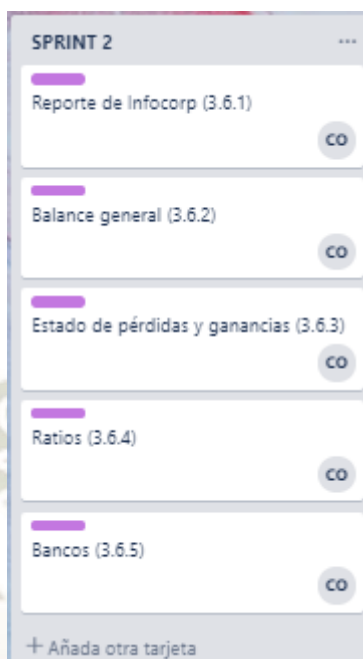 SPRINT 2 ...
Reporte de Infocorp (3.6.1)
CO
Balance general (3.6.2)
CO
Estado de pérdidas y ganancias (3.6.3)
CO
Ratios (3.6.4)
CO
Bancos (3.6.5)
CO
+ Añada otra tarjeta